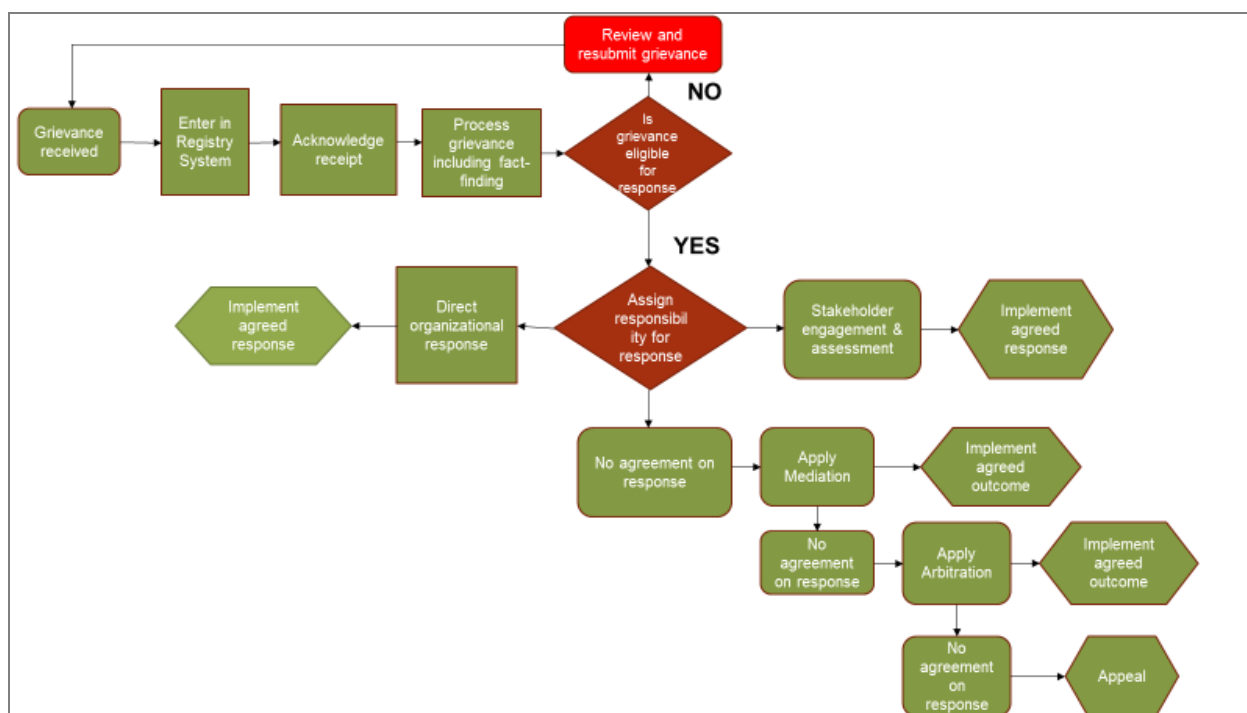 Review and
resubmit grievance
NO
Grievance
received
Enter in
Registry
System
Acknowledge
receipt
Process
grievance
including fact-
finding
Is
grievance
eligible
for
response
YES
Implement
agreed
response
Direct
organizational
response
Assign
responsibil
ity for
response
Stakeholder
engagement &
assessment
Implement
agreed
response
No agreement on
response
Apply
Mediation
Implement
agreed
outcome
No
agreement
on response
Apply
Arbitration
Implement
agreed
outcome
No
agreement
on
response
Appeal